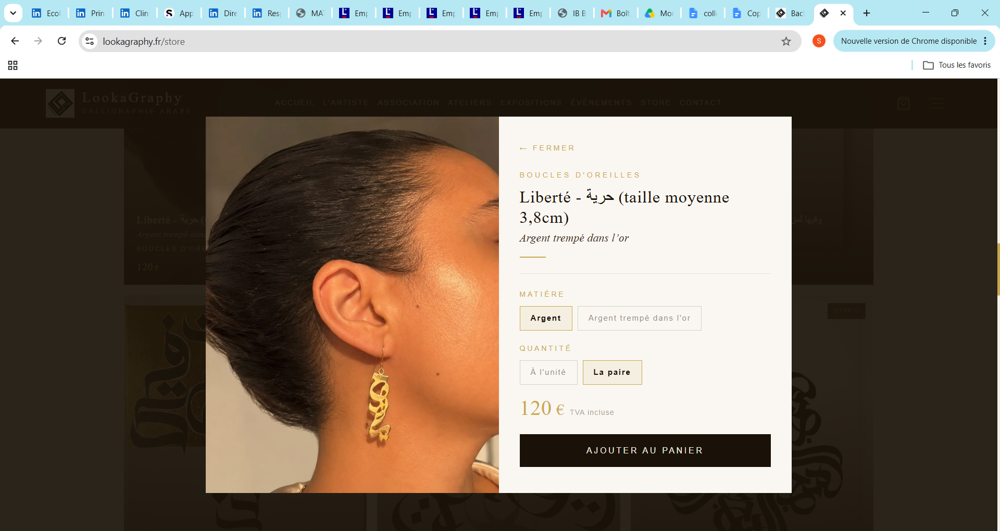 Ecol
Prin
Clin
App
Dire
Res
MA
Emp
Emp
Emp
Emp
Emp
IB B
Boît
Mor
coll
Cop
Bac
lookagraphy.fr/store
S
Nouvelle version de Chrome disponible
Tous les favoris
LookaGraphy
CALLIGRAPHIE ARABE
ACCUEIL L'ARTISTE ASSOCIATION ATELIERS EXPOSITIONS ÉVÉNEMENTS STORE CONTACT
← FERMER
BOUCLES D'OREILLES
Liberté - حرية (taille moyenne
3,8cm)
Argent trempé dans l’or
MATIÈRE
Argent
Argent trempé dans l'or
QUANTITÉ
À l'unité
La paire
120 € TVA incluse
AJOUTER AU PANIER
Liberté - حرية (
Argent trempé dans
BOUCLES D'ORE
120 €
وفيها
DISPO